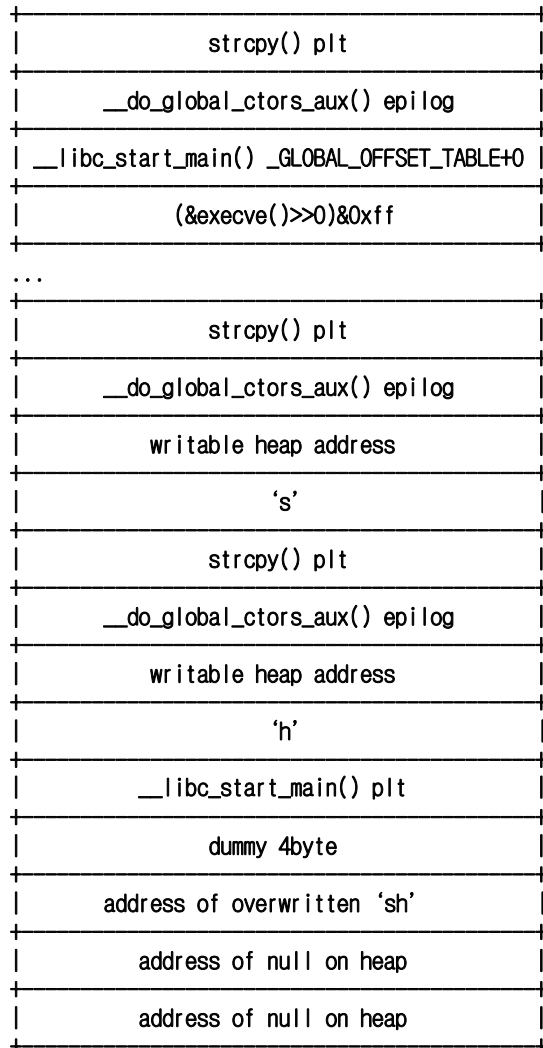 strcpy() plt
__do_global_ctors_aux() epilog
__libc_start_main() _GLOBAL_OFFSET_TABLE+0
(&execve()>>0)&0xff
...
strcpy() plt
__do_global_ctors_aux() epilog
writable heap address
‘s’
strcpy() plt
__do_global_ctors_aux() epilog
writable heap address
‘h’
__libc_start_main() plt
dummy 4byte
address of overwritten ‘sh’
address of null on heap
address of null on heap